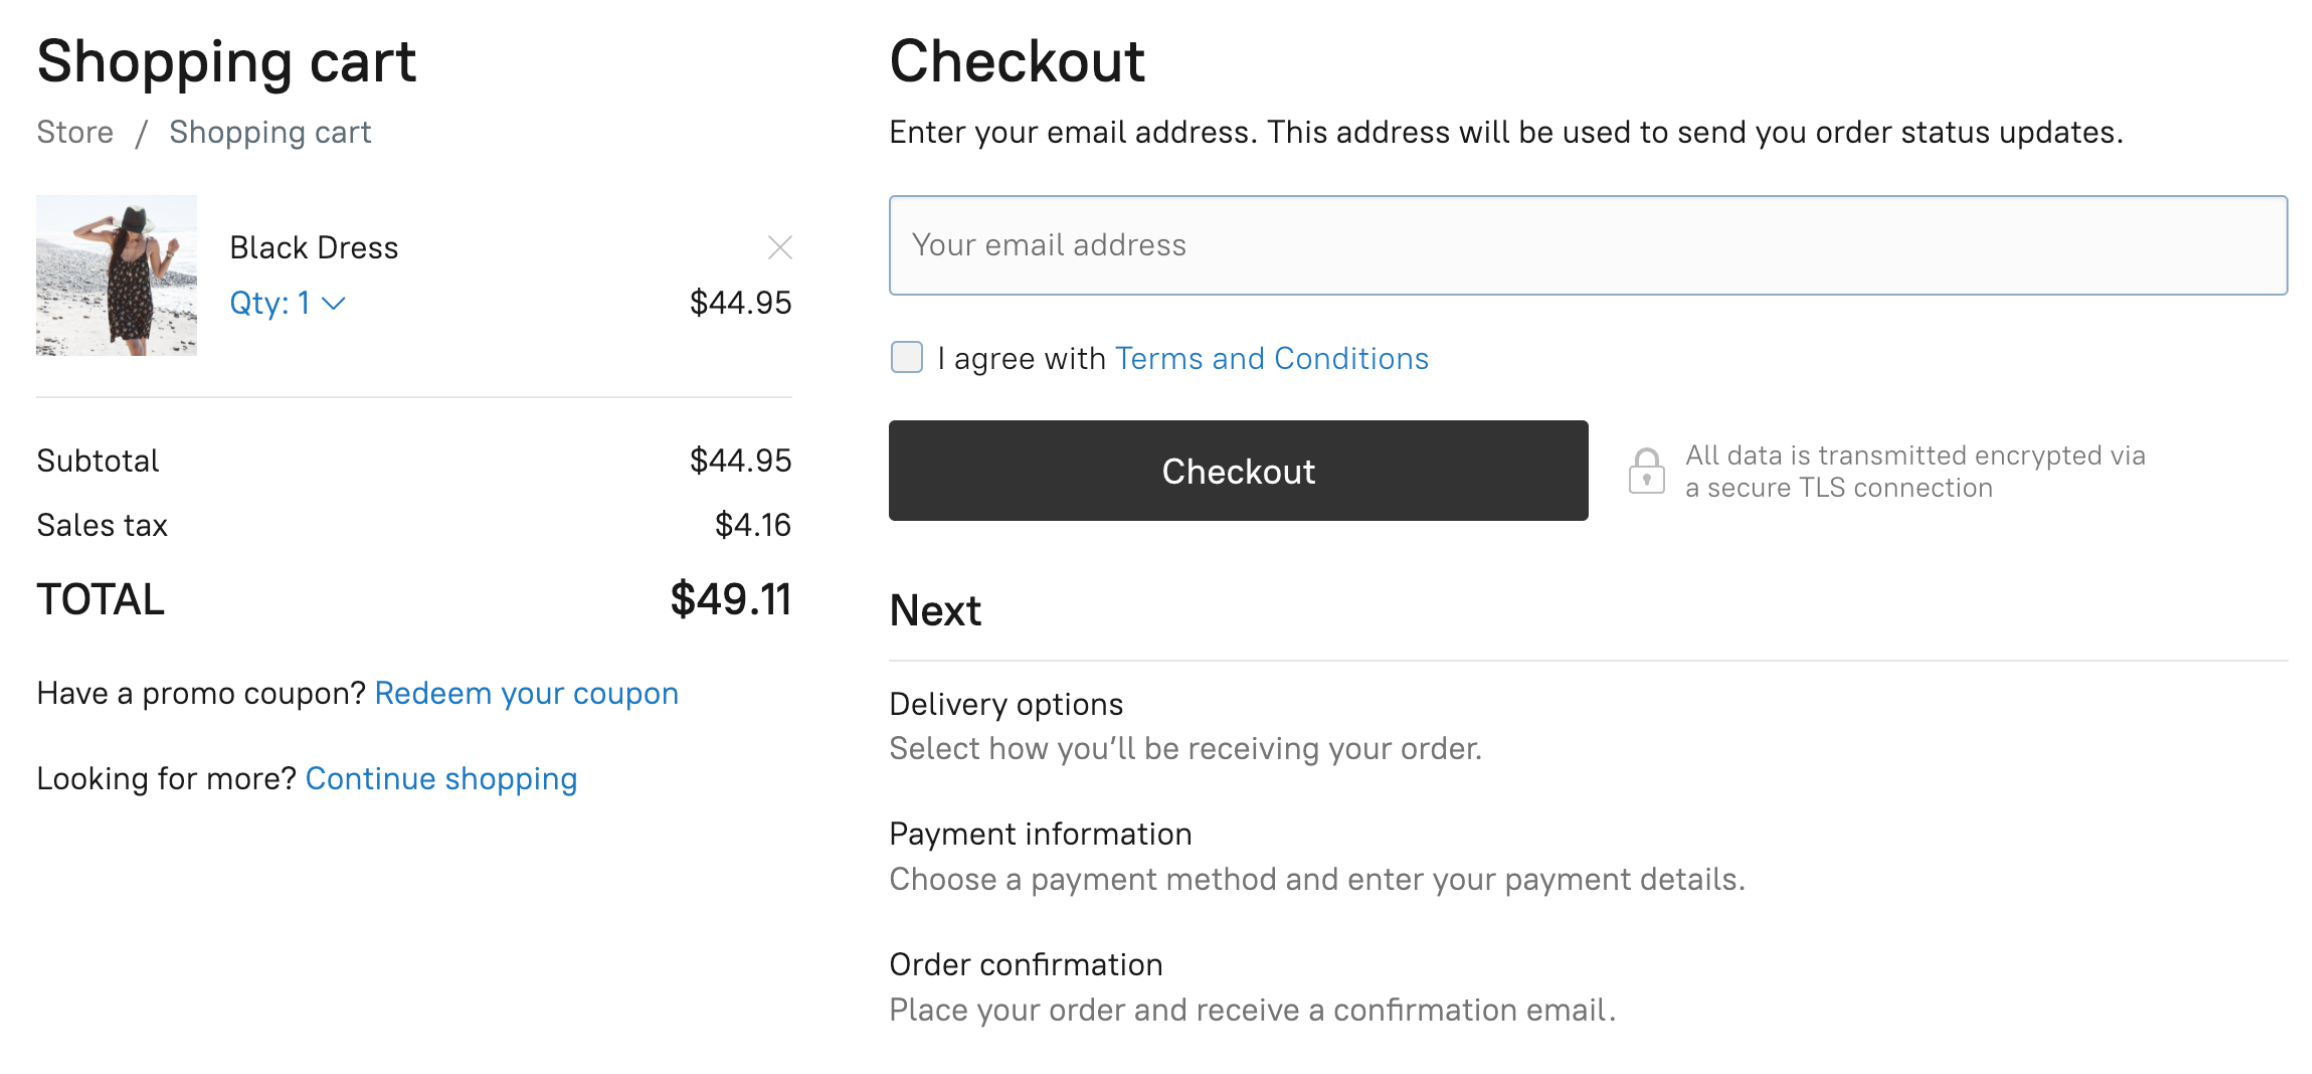 Shopping cart
Store / Shopping cart
Black Dress
Qty: 1
$44.95
Subtotal $44.95
Sales tax $4.16
TOTAL $49.11
Have a promo coupon? Redeem your coupon
Looking for more? Continue shopping
Checkout
Enter your email address. This address will be used to send you order status updates.
Your email address
I agree with Terms and Conditions
Checkout
All data is transmitted encrypted via
a secure TLS connection
Next
Delivery options
Select how you’ll be receiving your order.
Payment information
Choose a payment method and enter your payment details.
Order confirmation
Place your order and receive a confirmation email.